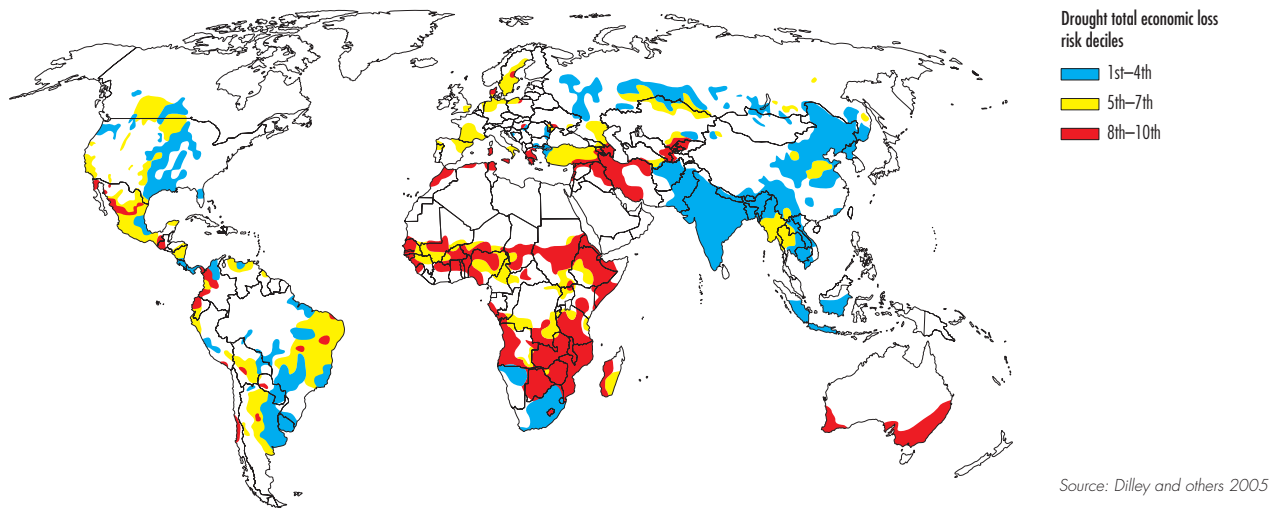 Drought total economic loss
risk deciles
1st–4th
5th–7th
8th–10th
Source: Dilley and others 2005